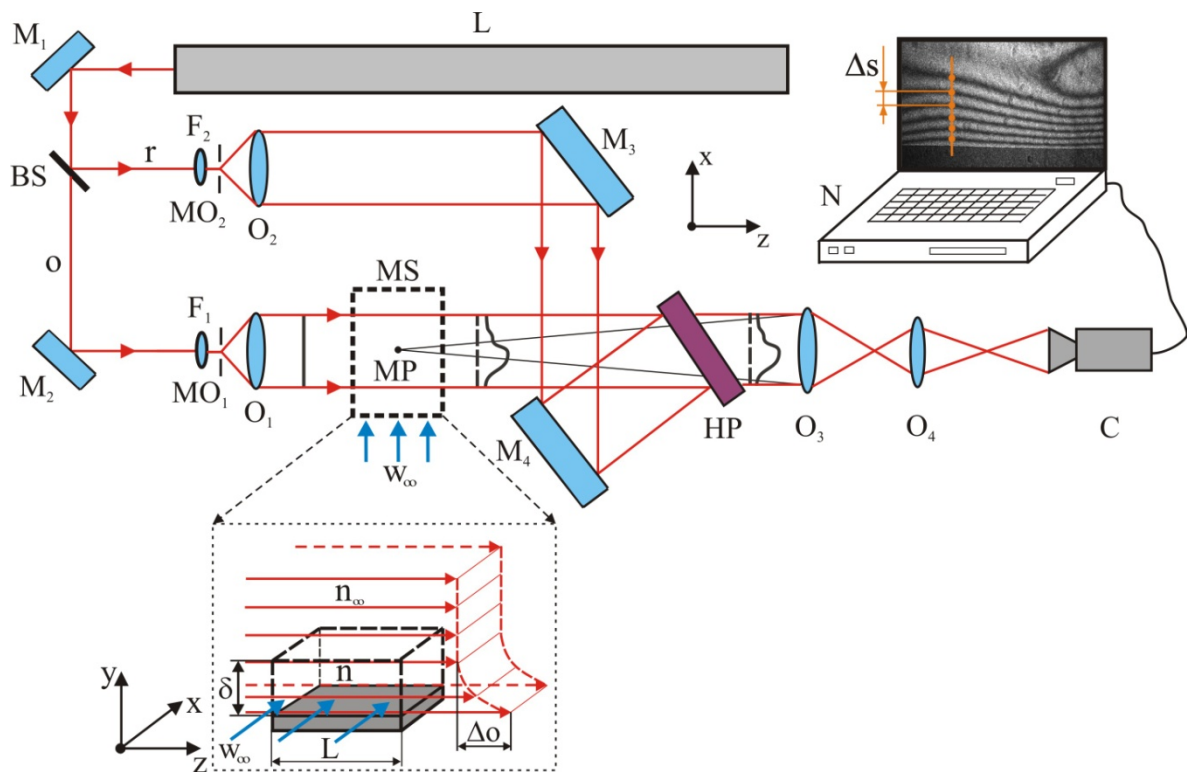 L
M₁
Δs
F₂
M₃
r
x
BS
N
MO₂
O₂
z
o
MS
F₁
MP
M₂
MO₁
O₁
HP
O₃
O₄
C
M₄
w∞
n∞
y
n
δ
x
w∞
L
Δo
z